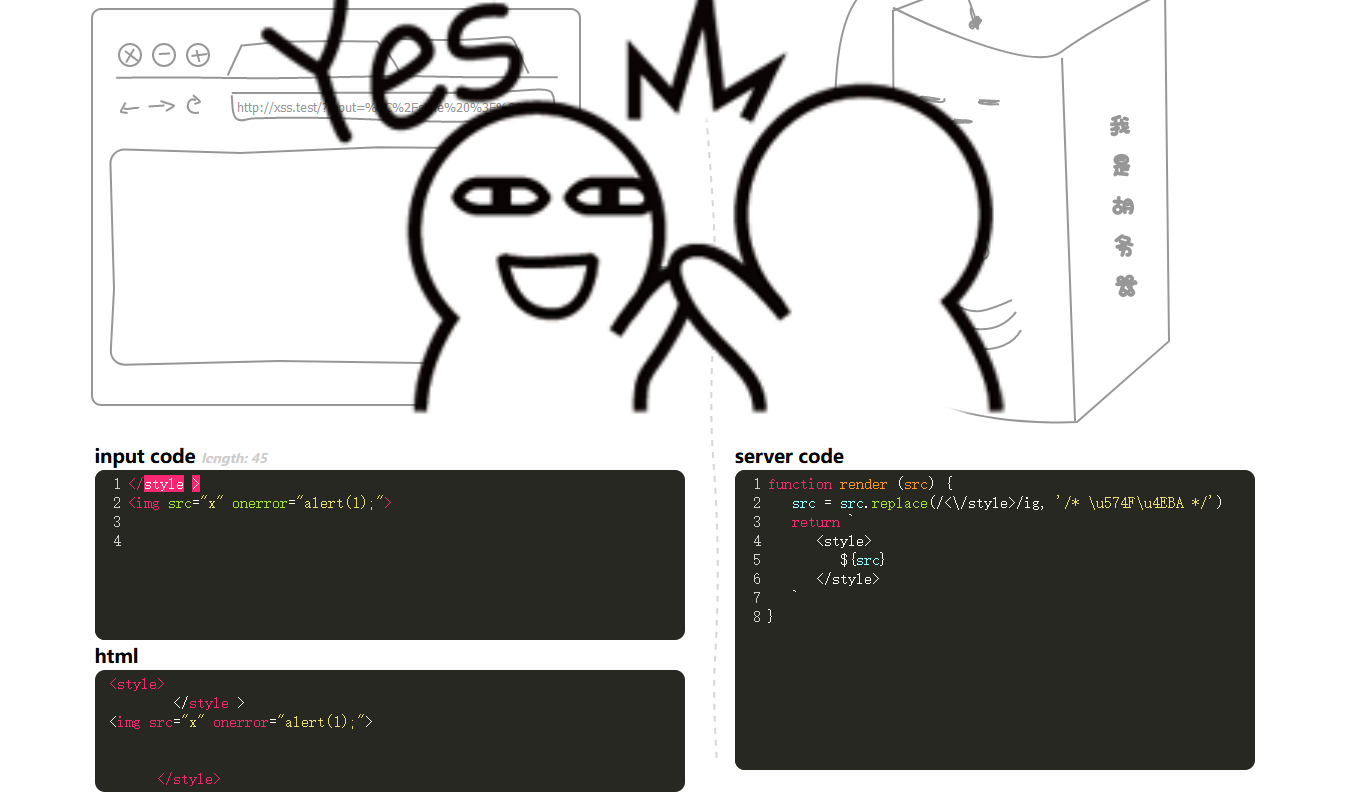 Yes
http://xss.test/?input=%3C%2Fstyle%20%3E%
我
是
胡
务
器
input code length: 45
1 </style >
2 <img src="x" onerror="alert(1);">
3
4
html
<style>
</style >
<img src="x" onerror="alert(1);">
</style>
server code
1 function render (src) {
2 src = src.replace(/<\/style>/ig, '/* \u574F\u4EBA */')
3 return `
4 <style>
5 ${src}
6 </style>
7 `
8 }